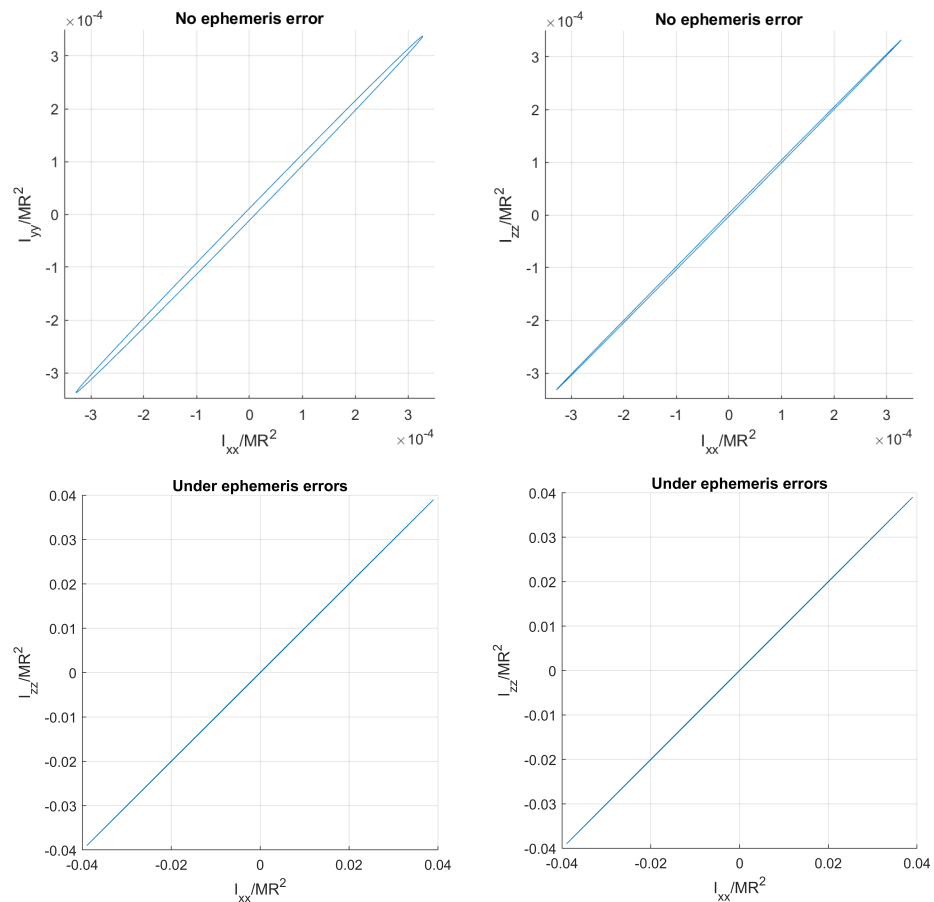 No ephemeris error
×10⁻⁴
3
2
1
0
-1
-2
-3
I_yy/MR²
-3 -2 -1 0 1 2 3
I_xx/MR²
×10⁻⁴
No ephemeris error
×10⁻⁴
3
2
1
0
-1
-2
-3
I_zz/MR²
-3 -2 -1 0 1 2 3
I_xx/MR²
×10⁻⁴
Under ephemeris errors
0.04
0.03
0.02
0.01
0
-0.01
-0.02
-0.03
-0.04
I_zz/MR²
-0.04 -0.02 0 0.02 0.04
I_xx/MR²
Under ephemeris errors
0.04
0.03
0.02
0.01
0
-0.01
-0.02
-0.03
-0.04
I_zz/MR²
-0.04 -0.02 0 0.02 0.04
I_xx/MR²